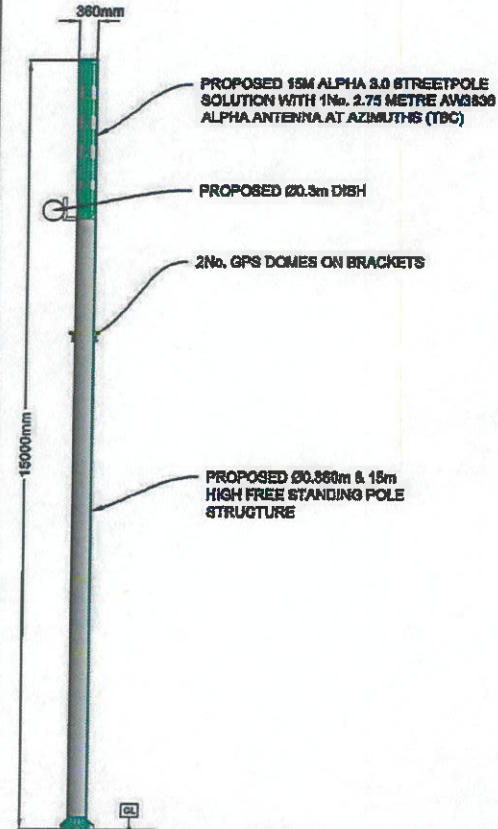 360mm
PROPOSED 15M ALPHA 3.0 STREETPOLE
SOLUTION WITH 1No. 2.75 METRE AW3830
ALPHA ANTENNA AT AZIMUTHS (TBC)
PROPOSED Ø0.3m DISH
2No. GPS DOMES ON BRACKETS
15000mm
PROPOSED Ø0.360m & 15m
HIGH FREE STANDING POLE
STRUCTURE
GL